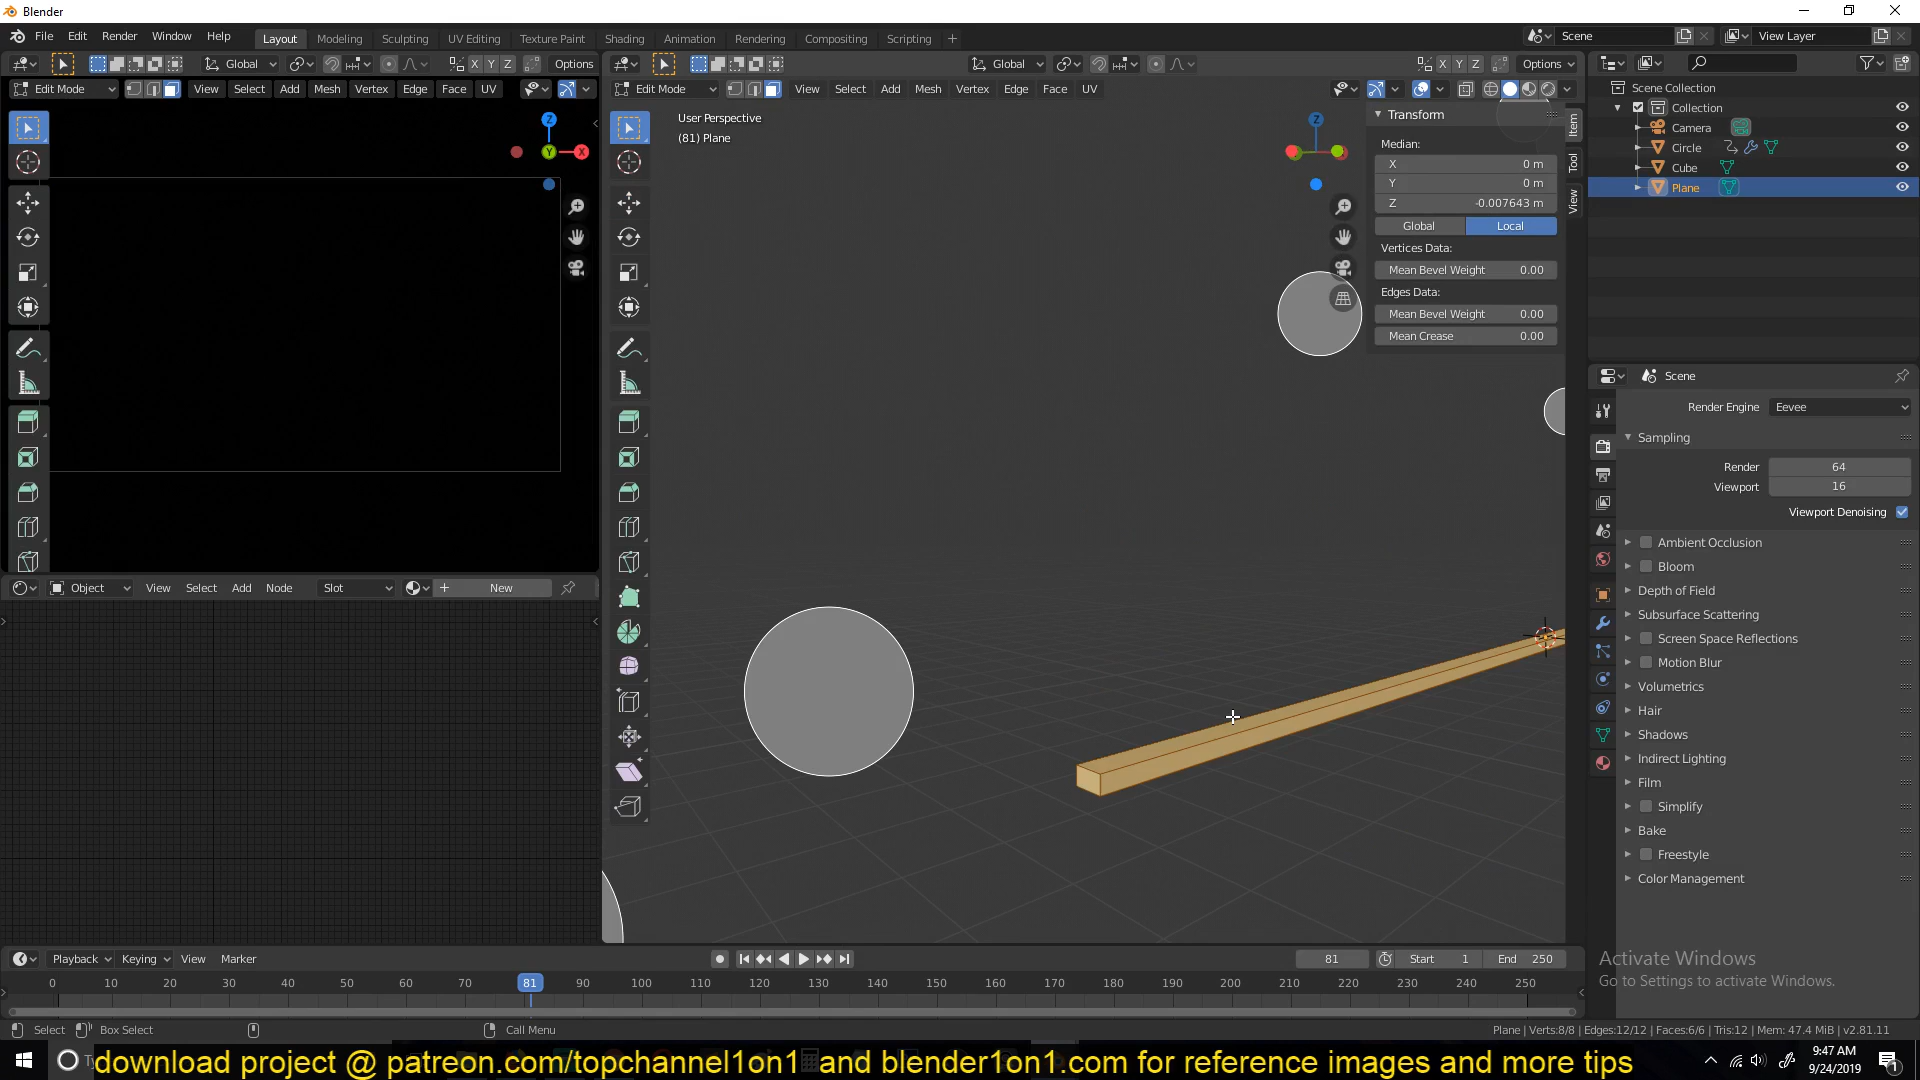 Blender
File Edit Render Window Help Layout Modeling Sculpting UV Editing Texture Paint Shading Animation Rendering Compositing Scripting + Scene View Layer
Global X Y Z Options Global X Y Z Options
Edit Mode View Select Add Mesh Vertex Edge Face UV Edit Mode View Select Add Mesh Vertex Edge Face UV
Scene Collection
Collection
Camera
Circle
Cube
Plane
Z
Y X
User Perspective
(81) Plane
Z
Transform
Median:
X 0 m
Y 0 m
Z -0.007643 m
Global Local
Vertices Data:
Mean Bevel Weight 0.00
Edges Data:
Mean Bevel Weight 0.00
Mean Crease 0.00
Item
Tool
View
Scene
Render Engine Eevee
Sampling
Render 64
Viewport 16
Viewport Denoising
Ambient Occlusion
Bloom
Depth of Field
Subsurface Scattering
Screen Space Reflections
Motion Blur
Volumetrics
Hair
Shadows
Indirect Lighting
Film
Simplify
Bake
Freestyle
Color Management
Object View Select Add Node Slot New
Playback Keying View Marker 81 Start 1 End 250
0 10 20 30 40 50 60 70 81 90 100 110 120 130 140 150 160 170 180 190 200 210 220 230 240 250
Activate Windows
Go to Settings to activate Windows.
Select Box Select Call Menu Plane | Verts:8/8 | Edges:12/12 | Faces:6/6 | Tris:12 | Mem: 47.4 MiB | v2.81.11
download project @ patreon.com/topchannel1on1 and blender1on1.com for reference images and more tips
9:47 AM
9/24/2019
1